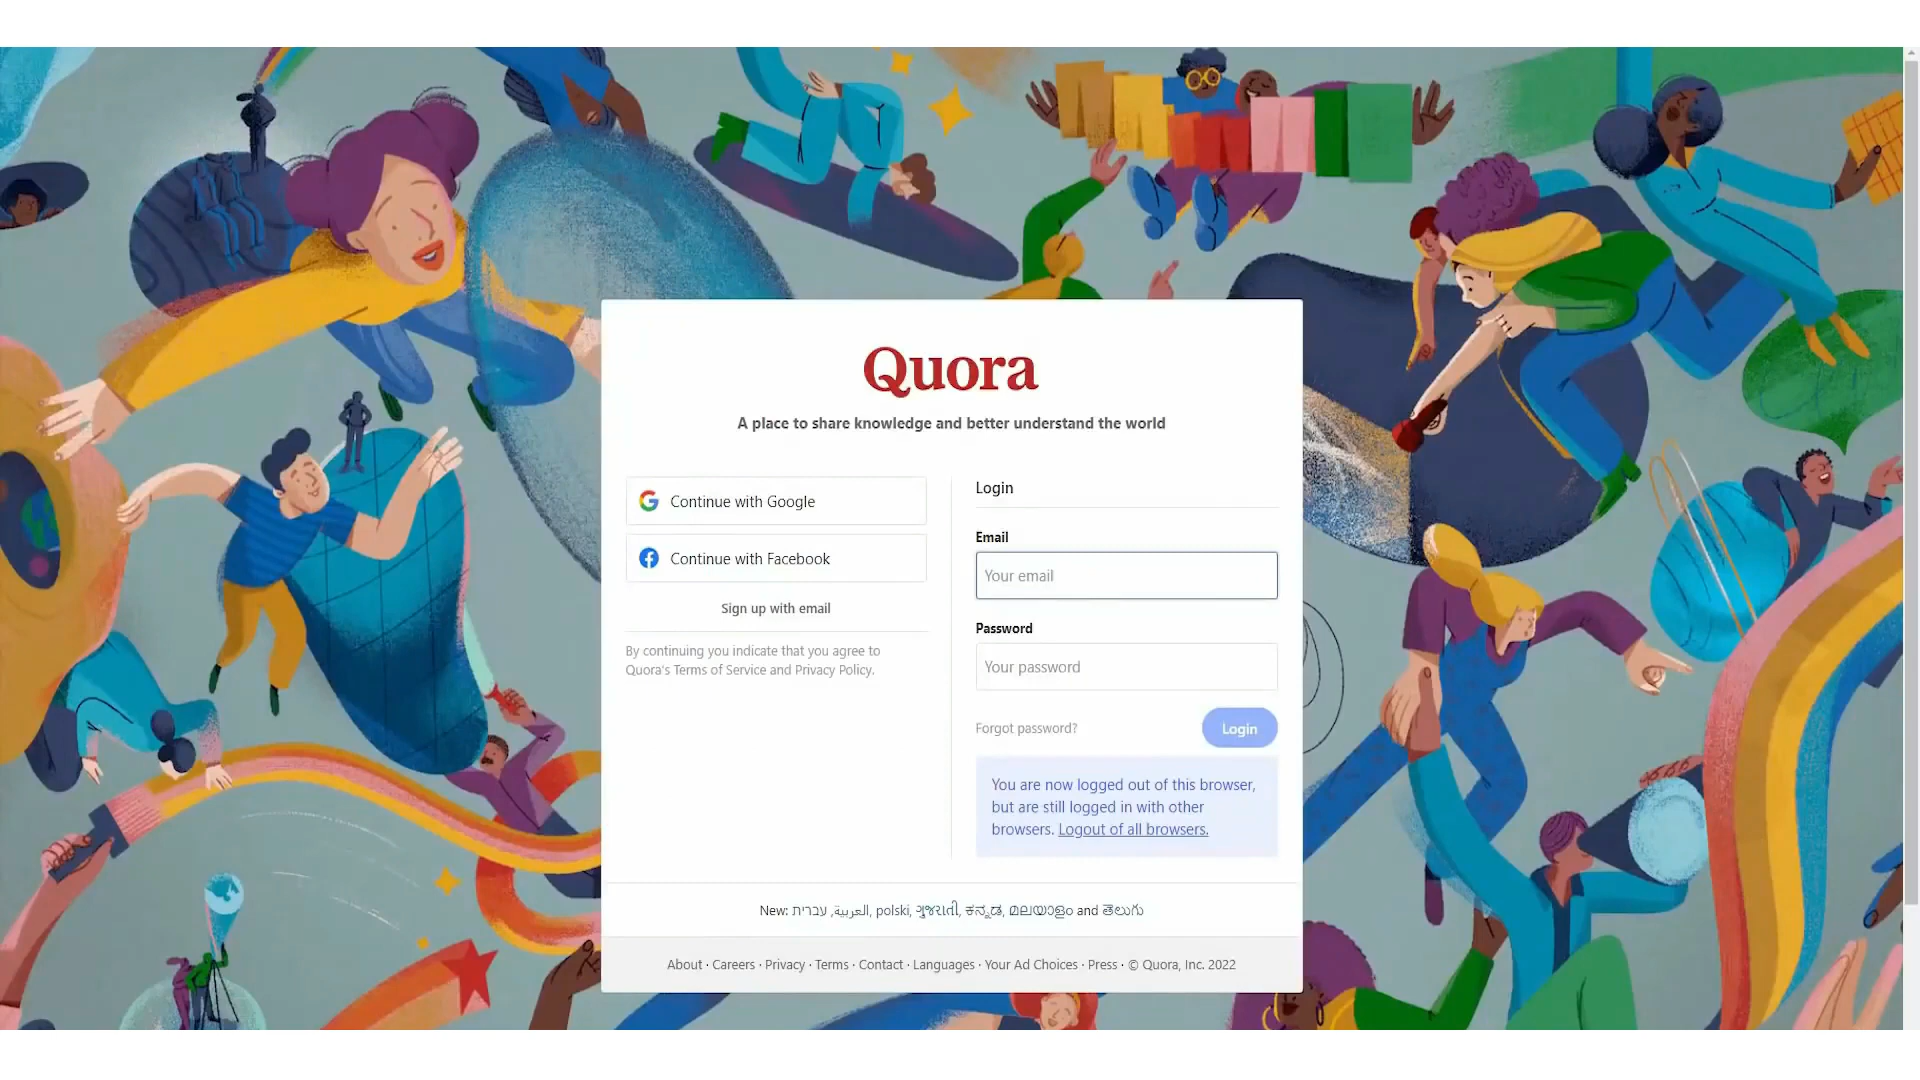 Quora
A place to share knowledge and better understand the world
Continue with Google
Continue with Facebook
Sign up with email
By continuing you indicate that you agree to
Quora's Terms of Service and Privacy Policy.
Login
Email
Your email
Password
Your password
Forgot password?
Login
You are now logged out of this browser,
but are still logged in with other
browsers. Logout of all browsers.
New: עברית, العربية, polski, ગુજરાતી, ಕನ್ನಡ, മലയാളം and తెలుగు
About · Careers · Privacy · Terms · Contact · Languages · Your Ad Choices · Press · © Quora, Inc. 2022